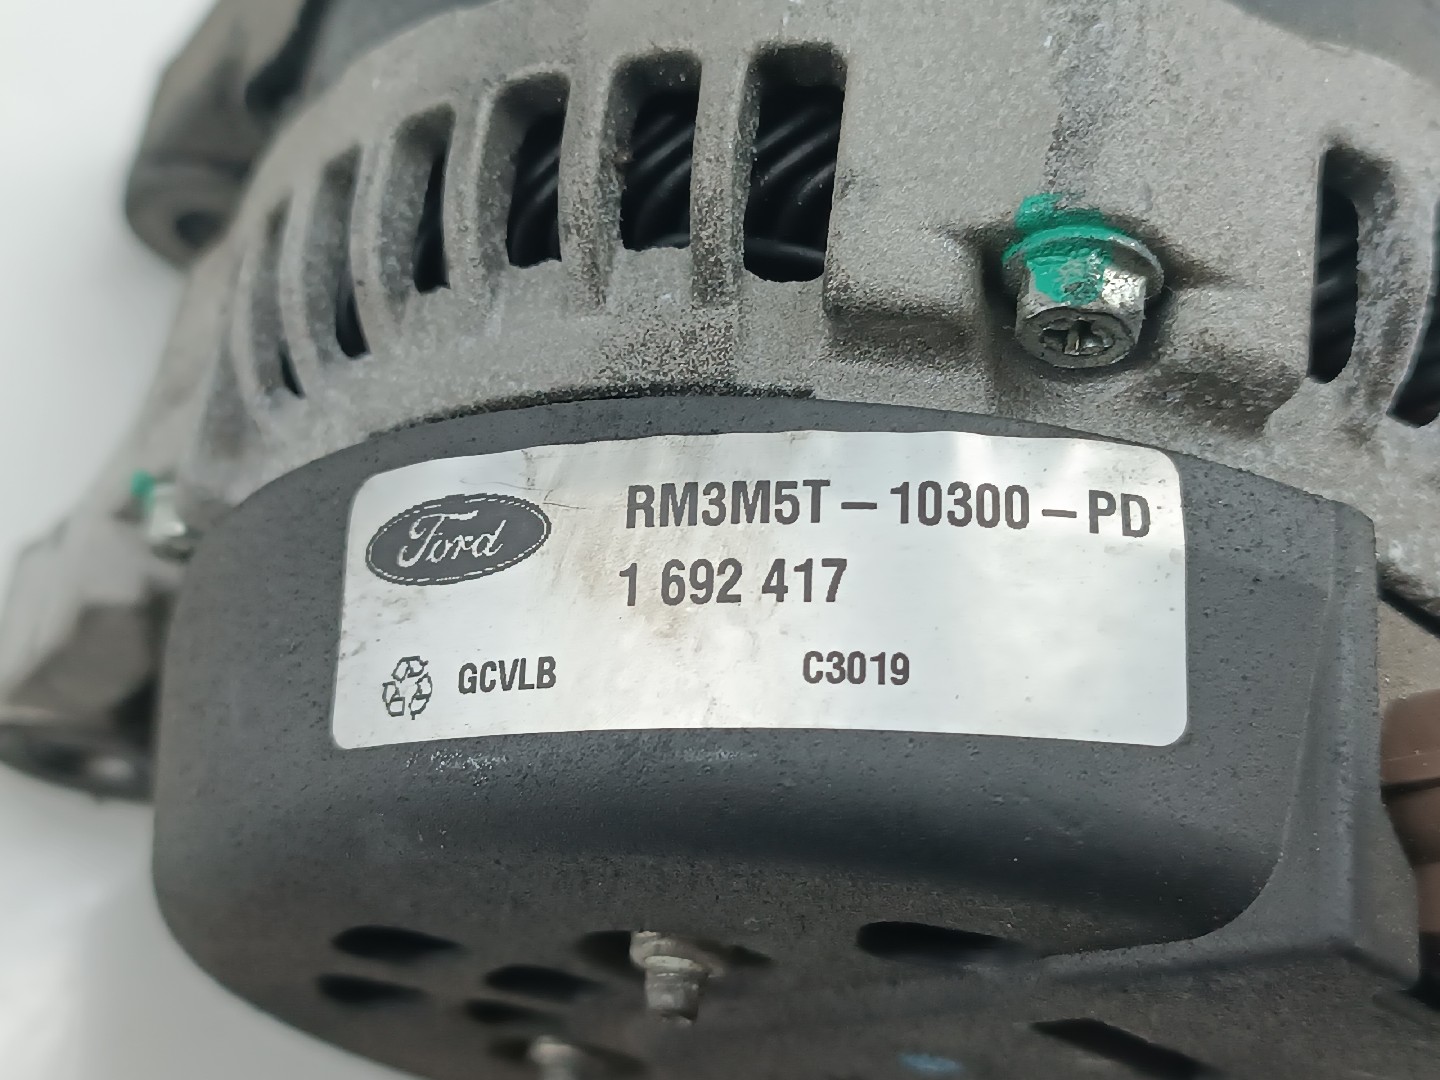 Ford
RM3M5T-10300-PD
1 692 417
GCVLB C3019